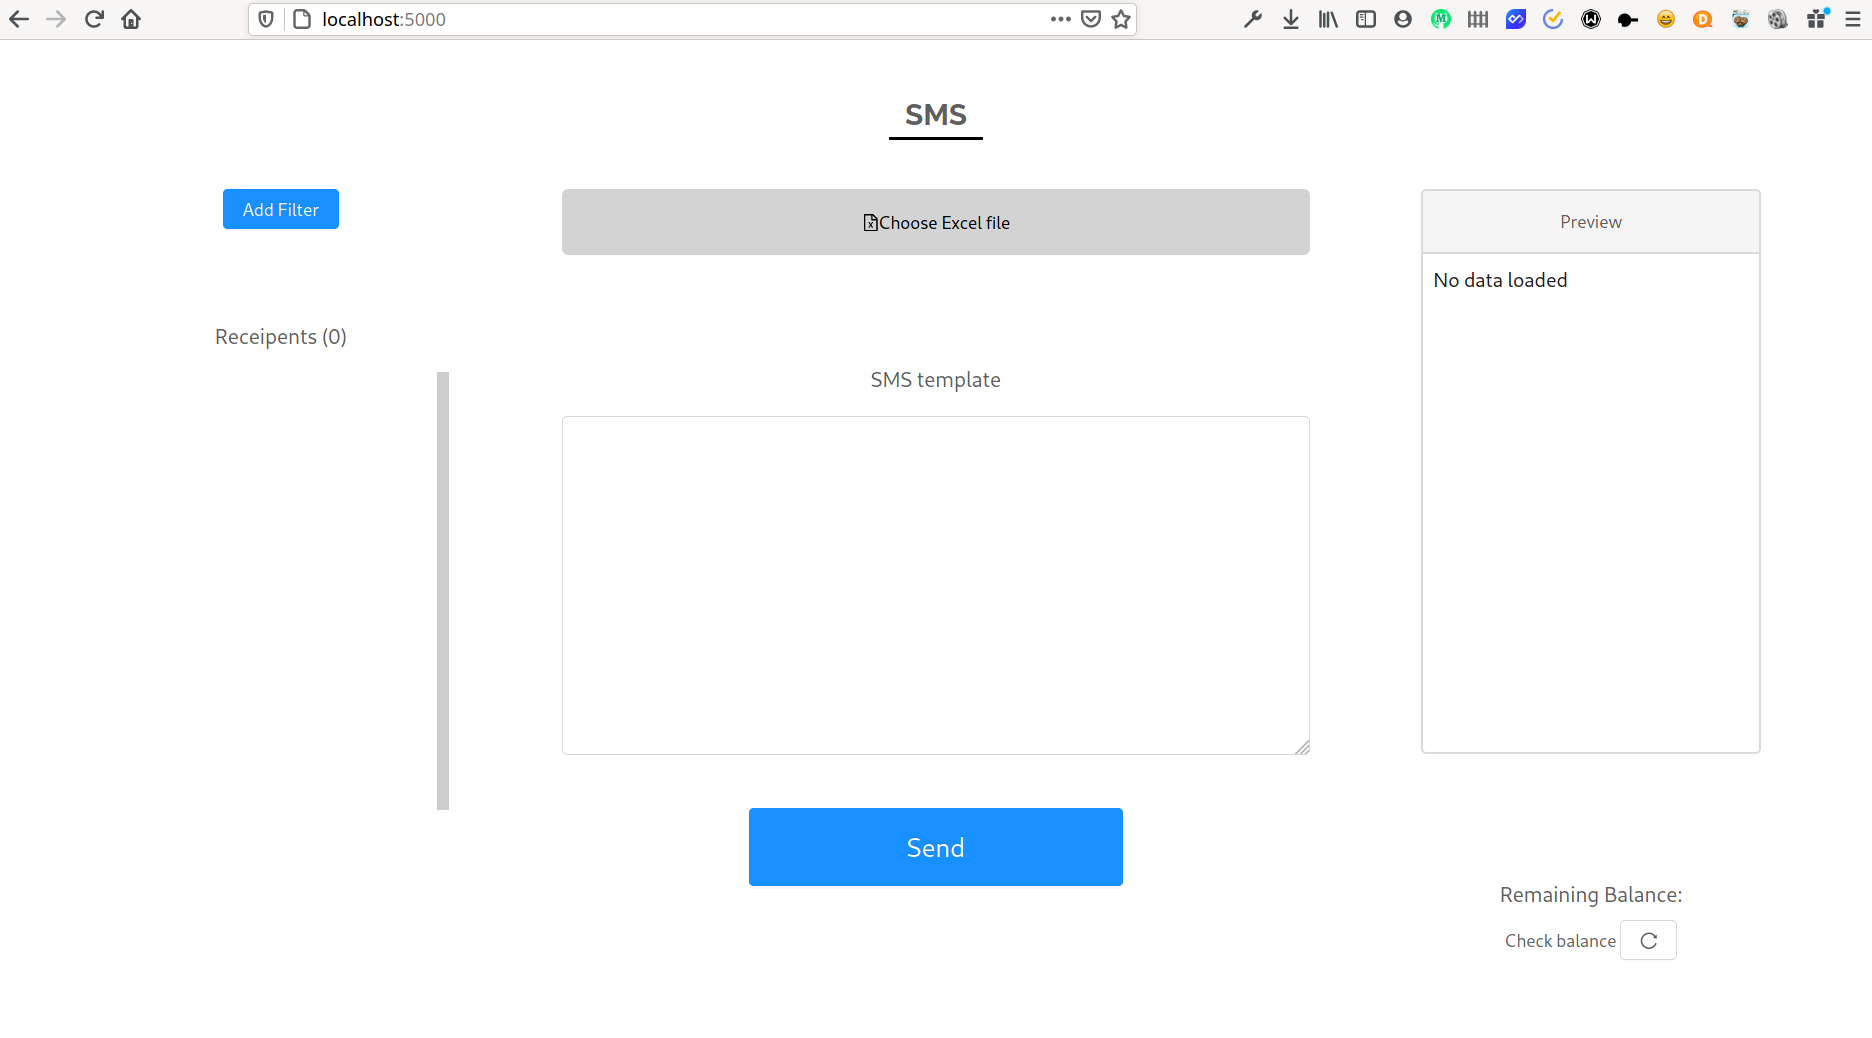 localhost:5000
SMS
Add Filter
Choose Excel file
Preview
No data loaded
Receipents (0)
SMS template
Send
Remaining Balance:
Check balance